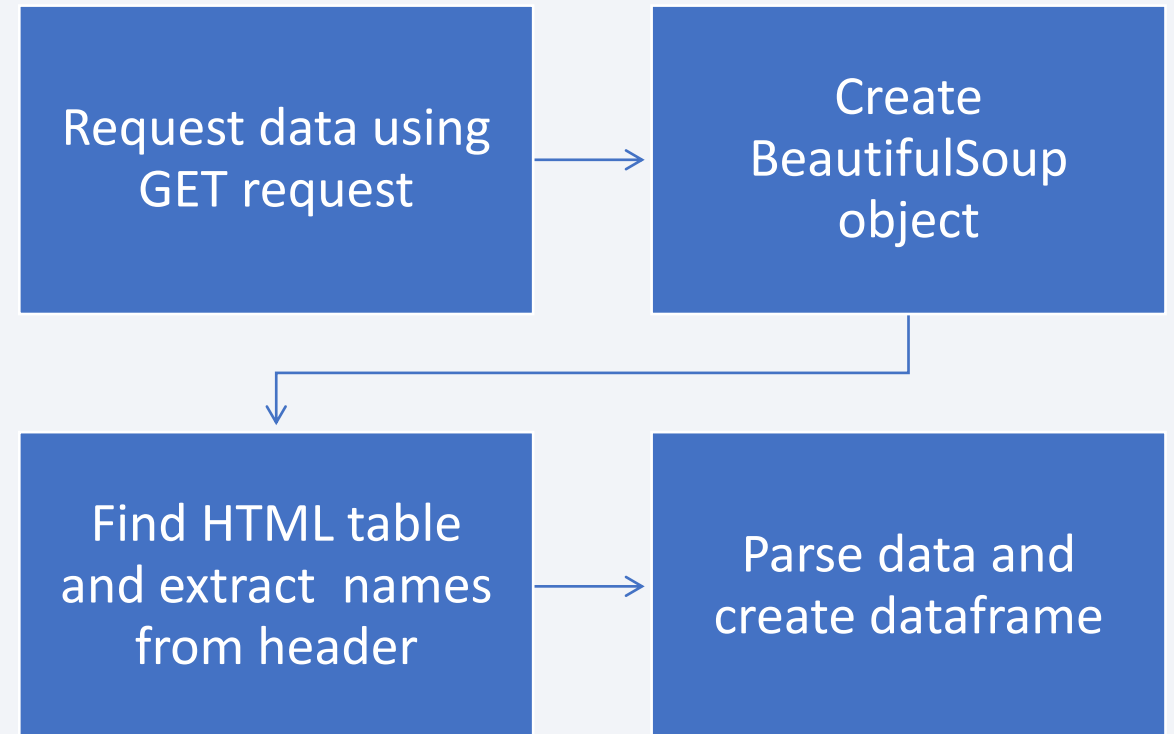 Request data using
GET request
Create
BeautifulSoup
object
Find HTML table
and extract  names
from header
Parse data and
create dataframe